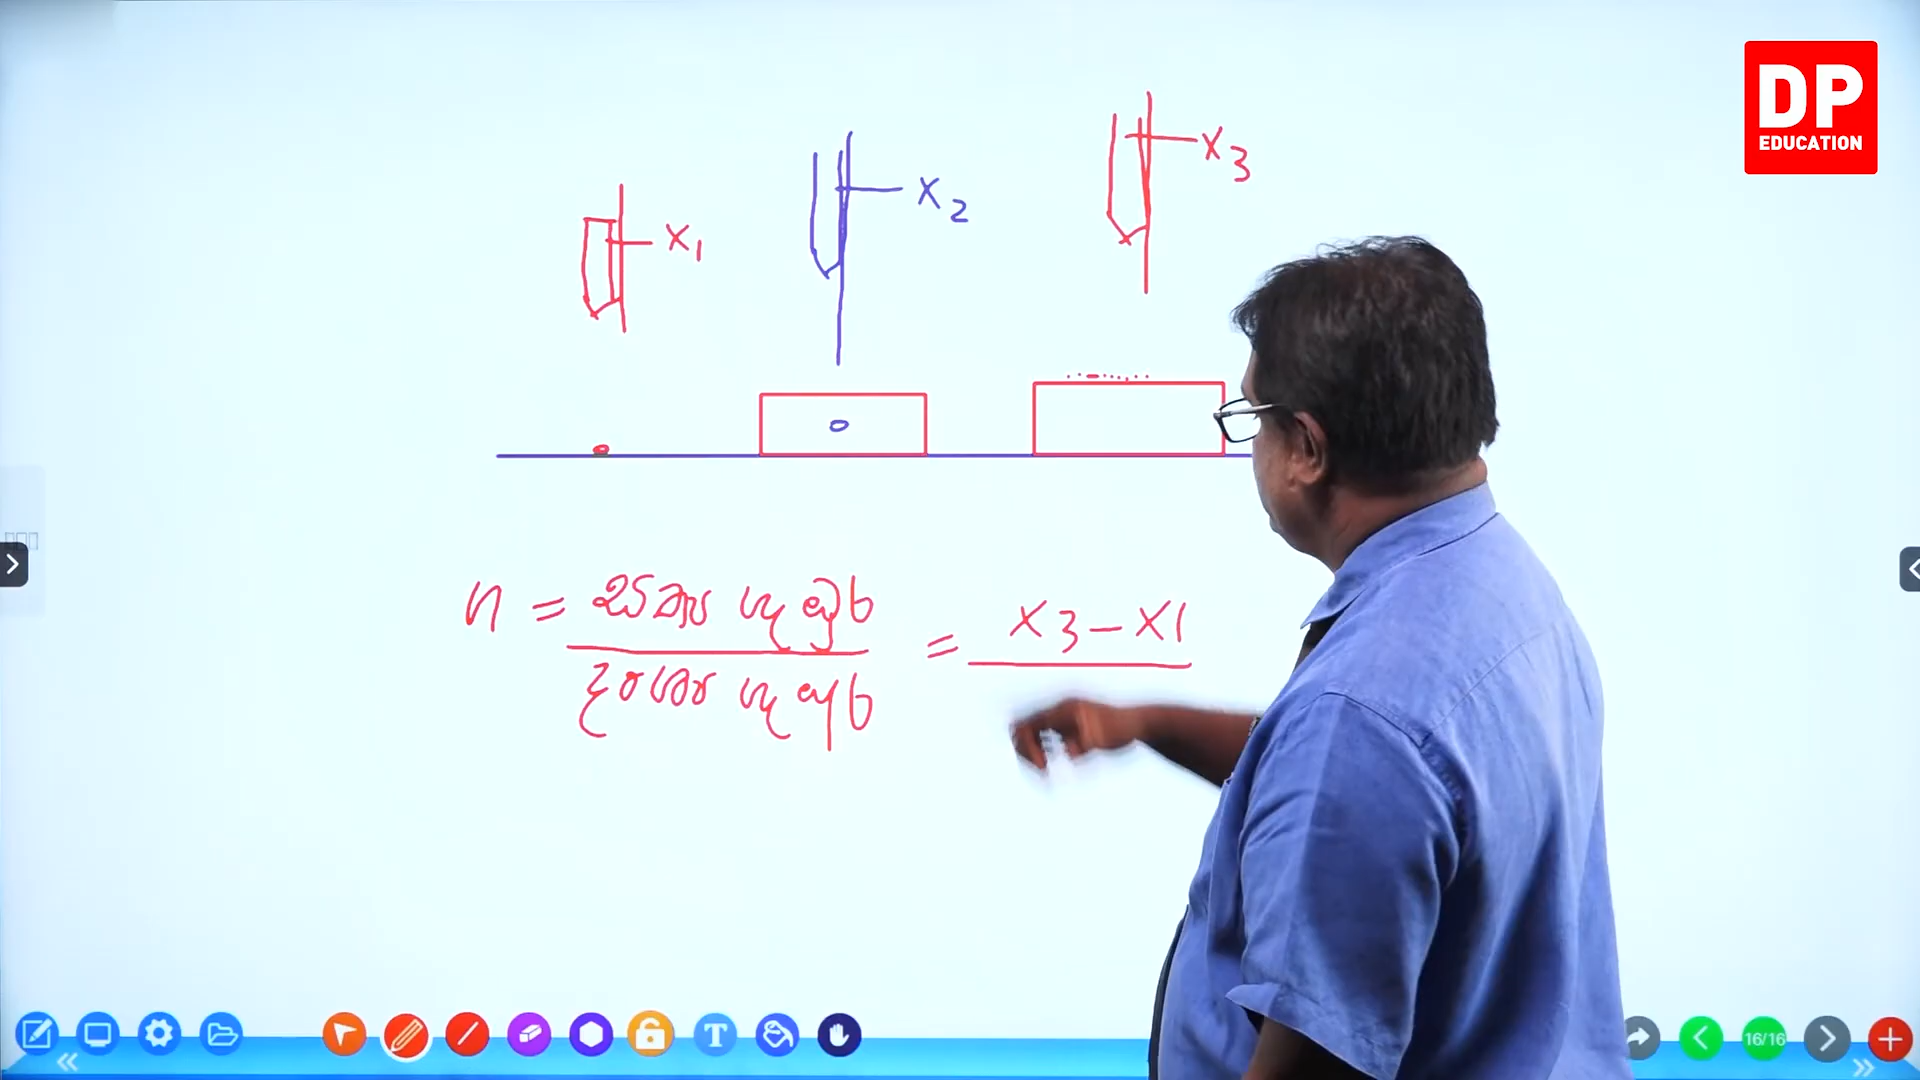 DP
EDUCATION
X3
X2
X1
n = සත්‍ය ගැඹුර / දෘශ්‍ය ගැඹුර = X3 - X1
T
16/16